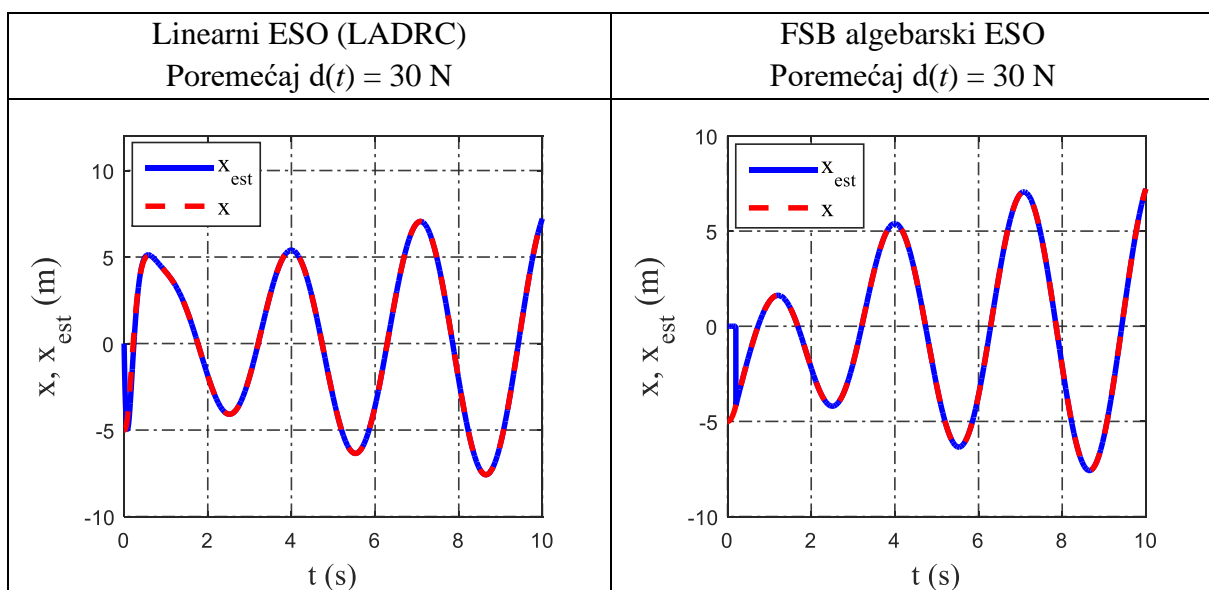 Linearni ESO (LADRC)
Poremećaj d(t) = 30 N
FSB algebarski ESO
Poremećaj d(t) = 30 N
x_est
x
10
5
0
-5
-10
x, x_est (m)
0 2 4 6 8 10
t (s)
x_est
x
10
5
0
-5
-10
x, x_est (m)
0 2 4 6 8 10
t (s)